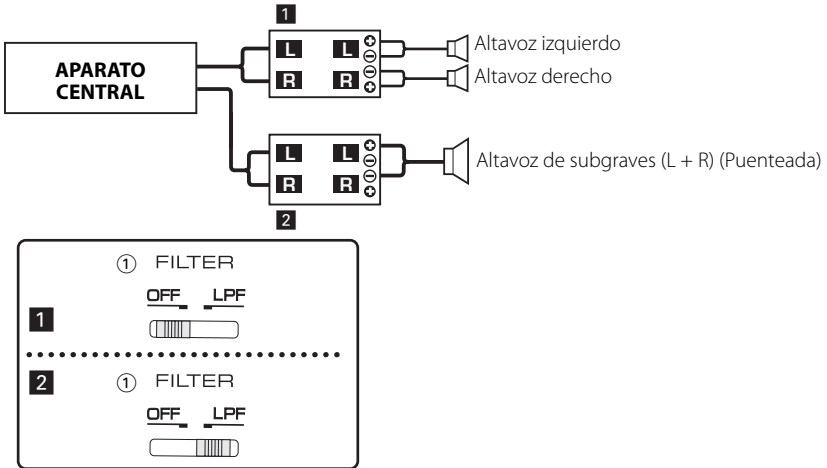 1
L L ⊕
⊖
Altavoz izquierdo
R R ⊖
⊕
Altavoz derecho
APARATO
CENTRAL
L L ⊕
⊖
R R ⊖
⊕
Altavoz de subgraves (L + R) (Puenteada)
2
① FILTER
OFF LPF
1
2
① FILTER
OFF LPF